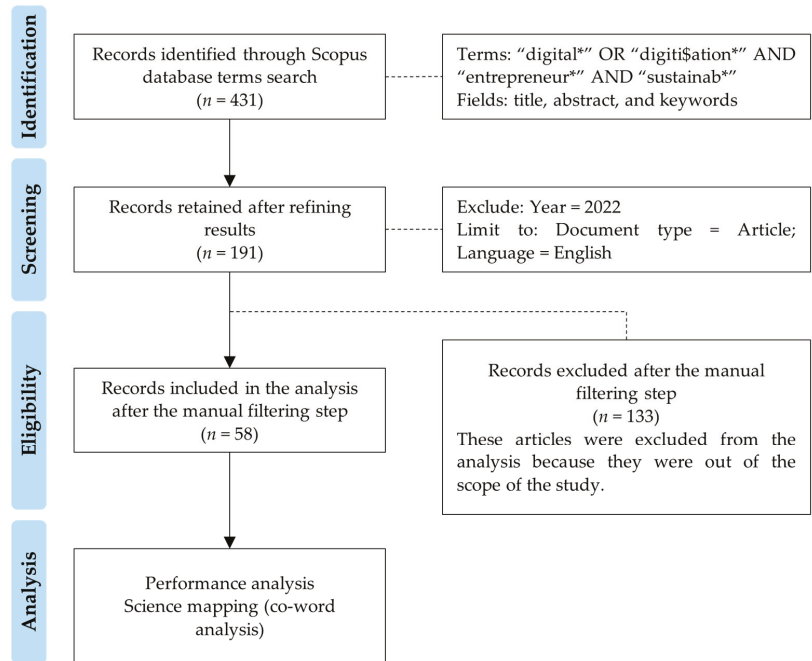 Identification
Records identified through Scopus
database terms search
(n = 431)
Terms: “digital*” OR “digiti$ation*” AND
“entrepreneur*” AND “sustainab*”
Fields: title, abstract, and keywords
Screening
Records retained after refining
results
(n = 191)
Exclude: Year = 2022
Limit to: Document type = Article;
Language = English
Eligibility
Records included in the analysis
after the manual filtering step
(n = 58)
Records excluded after the manual
filtering step
(n = 133)
These articles were excluded from the
analysis because they were out of the
scope of the study.
Analysis
Performance analysis
Science mapping (co-word
analysis)